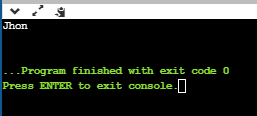 Jhon
...Program finished with exit code 0
Press ENTER to exit console.